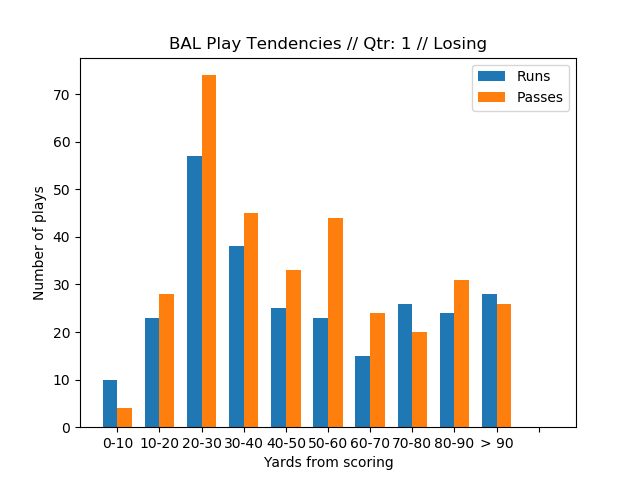 BAL Play Tendencies // Qtr: 1 // Losing
Runs
Passes
Number of plays
70
60
50
40
30
20
10
0
0-10 10-20 20-30 30-40 40-50 50-60 60-70 70-80 80-90 > 90
Yards from scoring